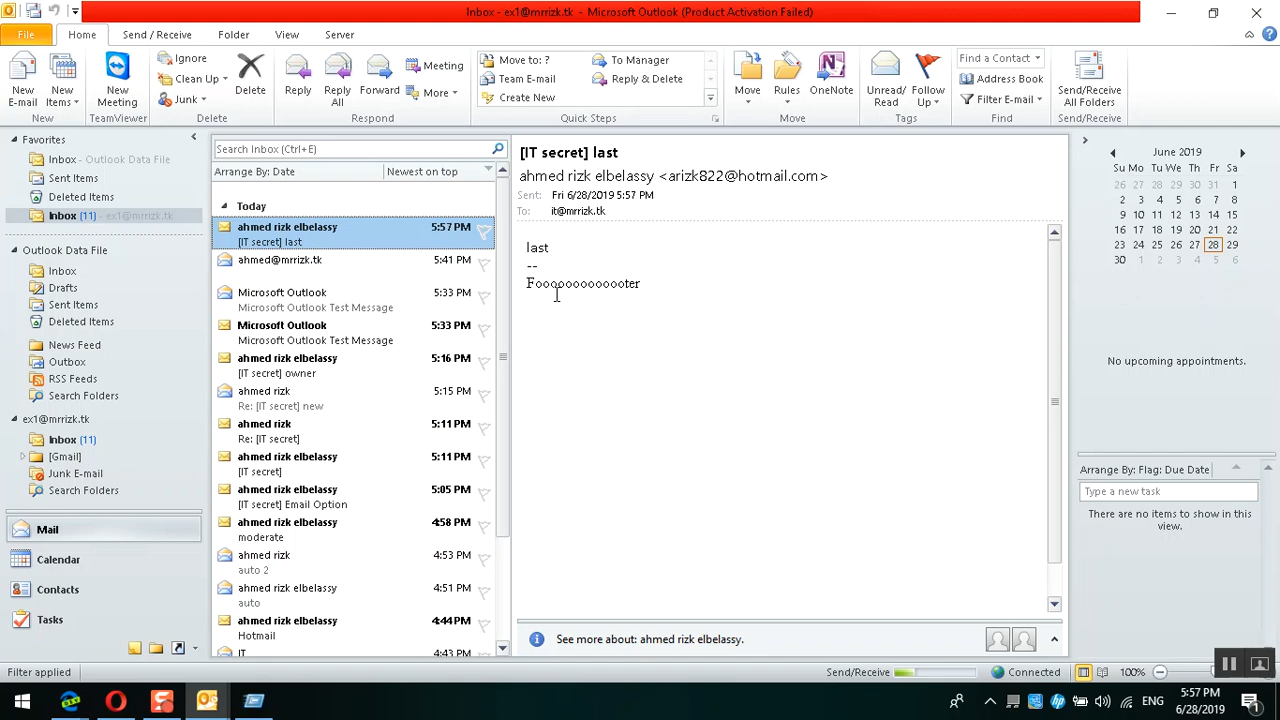 Inbox - ex1@mrrizk.tk - Microsoft Outlook (Product Activation Failed)
File Home Send / Receive Folder View Server
New E-mail
New Items
New
New Meeting
TeamViewer
Ignore
Clean Up
Junk
Delete
Delete
Reply
Reply All
Forward
Meeting
More
Respond
Move to: ?
Team E-mail
Create New
To Manager
Reply & Delete
Quick Steps
Move
Rules
OneNote
Move
Unread/ Read
Follow Up
Tags
Find a Contact
Address Book
Filter E-mail
Find
Send/Receive All Folders
Send/Receive
Favorites
Inbox - Outlook Data File
Sent Items
Deleted Items
Inbox (11) - ex1@mrrizk.tk
Outlook Data File
Inbox
Drafts
Sent Items
Deleted Items
News Feed
Outbox
RSS Feeds
Search Folders
ex1@mrrizk.tk
Inbox (11)
[Gmail]
Junk E-mail
Search Folders
Mail
Calendar
Contacts
Tasks
Search Inbox (Ctrl+E)
Arrange By: Date Newest on top
Today
ahmed rizk elbelassy 5:57 PM
[IT secret] last
ahmed@mrrizk.tk 5:41 PM
Microsoft Outlook 5:33 PM
Microsoft Outlook Test Message
Microsoft Outlook 5:33 PM
Microsoft Outlook Test Message
ahmed rizk elbelassy 5:16 PM
[IT secret] owner
ahmed rizk 5:15 PM
Re: [IT secret] new
ahmed rizk 5:11 PM
Re: [IT secret]
ahmed rizk elbelassy 5:11 PM
[IT secret]
ahmed rizk elbelassy 5:05 PM
[IT secret] Email Option
ahmed rizk elbelassy 4:58 PM
moderate
ahmed rizk 4:53 PM
auto 2
ahmed rizk elbelassy 4:51 PM
auto
ahmed rizk elbelassy 4:44 PM
Hotmail
IT 4:43 PM
[IT secret] last
ahmed rizk elbelassy <arizk822@hotmail.com>
Sent: Fri 6/28/2019 5:57 PM
To: it@mrrizk.tk
last
--
Foooooooooooooter
See more about: ahmed rizk elbelassy.
June 2019
Su Mo Tu We Th Fr Sa
26 27 28 29 30 31 1
2 3 4 5 6 7 8
9 10 11 12 13 14 15
16 17 18 19 20 21 22
23 24 25 26 27 28 29
30 1 2 3 4 5 6
No upcoming appointments.
Arrange By: Flag: Due Date
Type a new task
There are no items to show in this view.
Filter applied
Send/Receive
Connected
100%
ENG
5:57 PM
6/28/2019
1